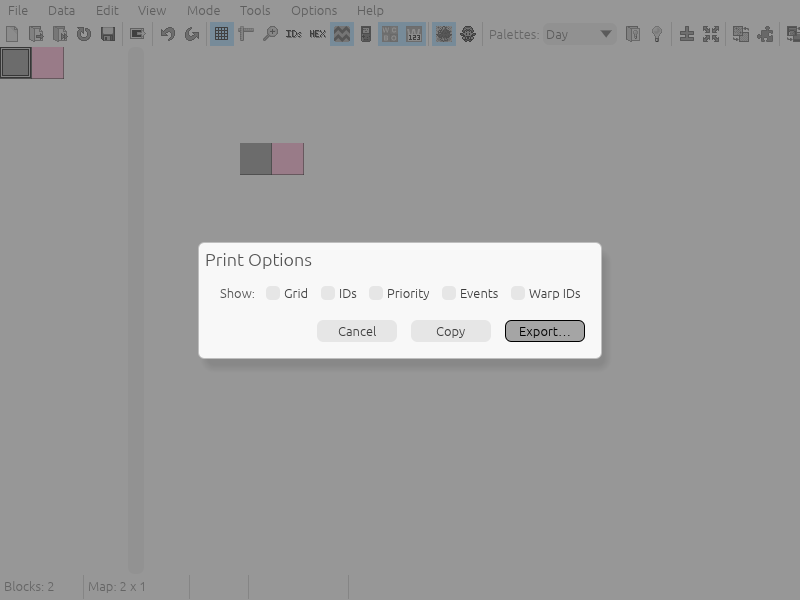 File Data Edit View Mode Tools Options Help
IDs HEX 123 Palettes: Day
Print Options
Show: Grid IDs Priority Events Warp IDs
Cancel Copy Export...
Blocks: 2 Map: 2 x 1